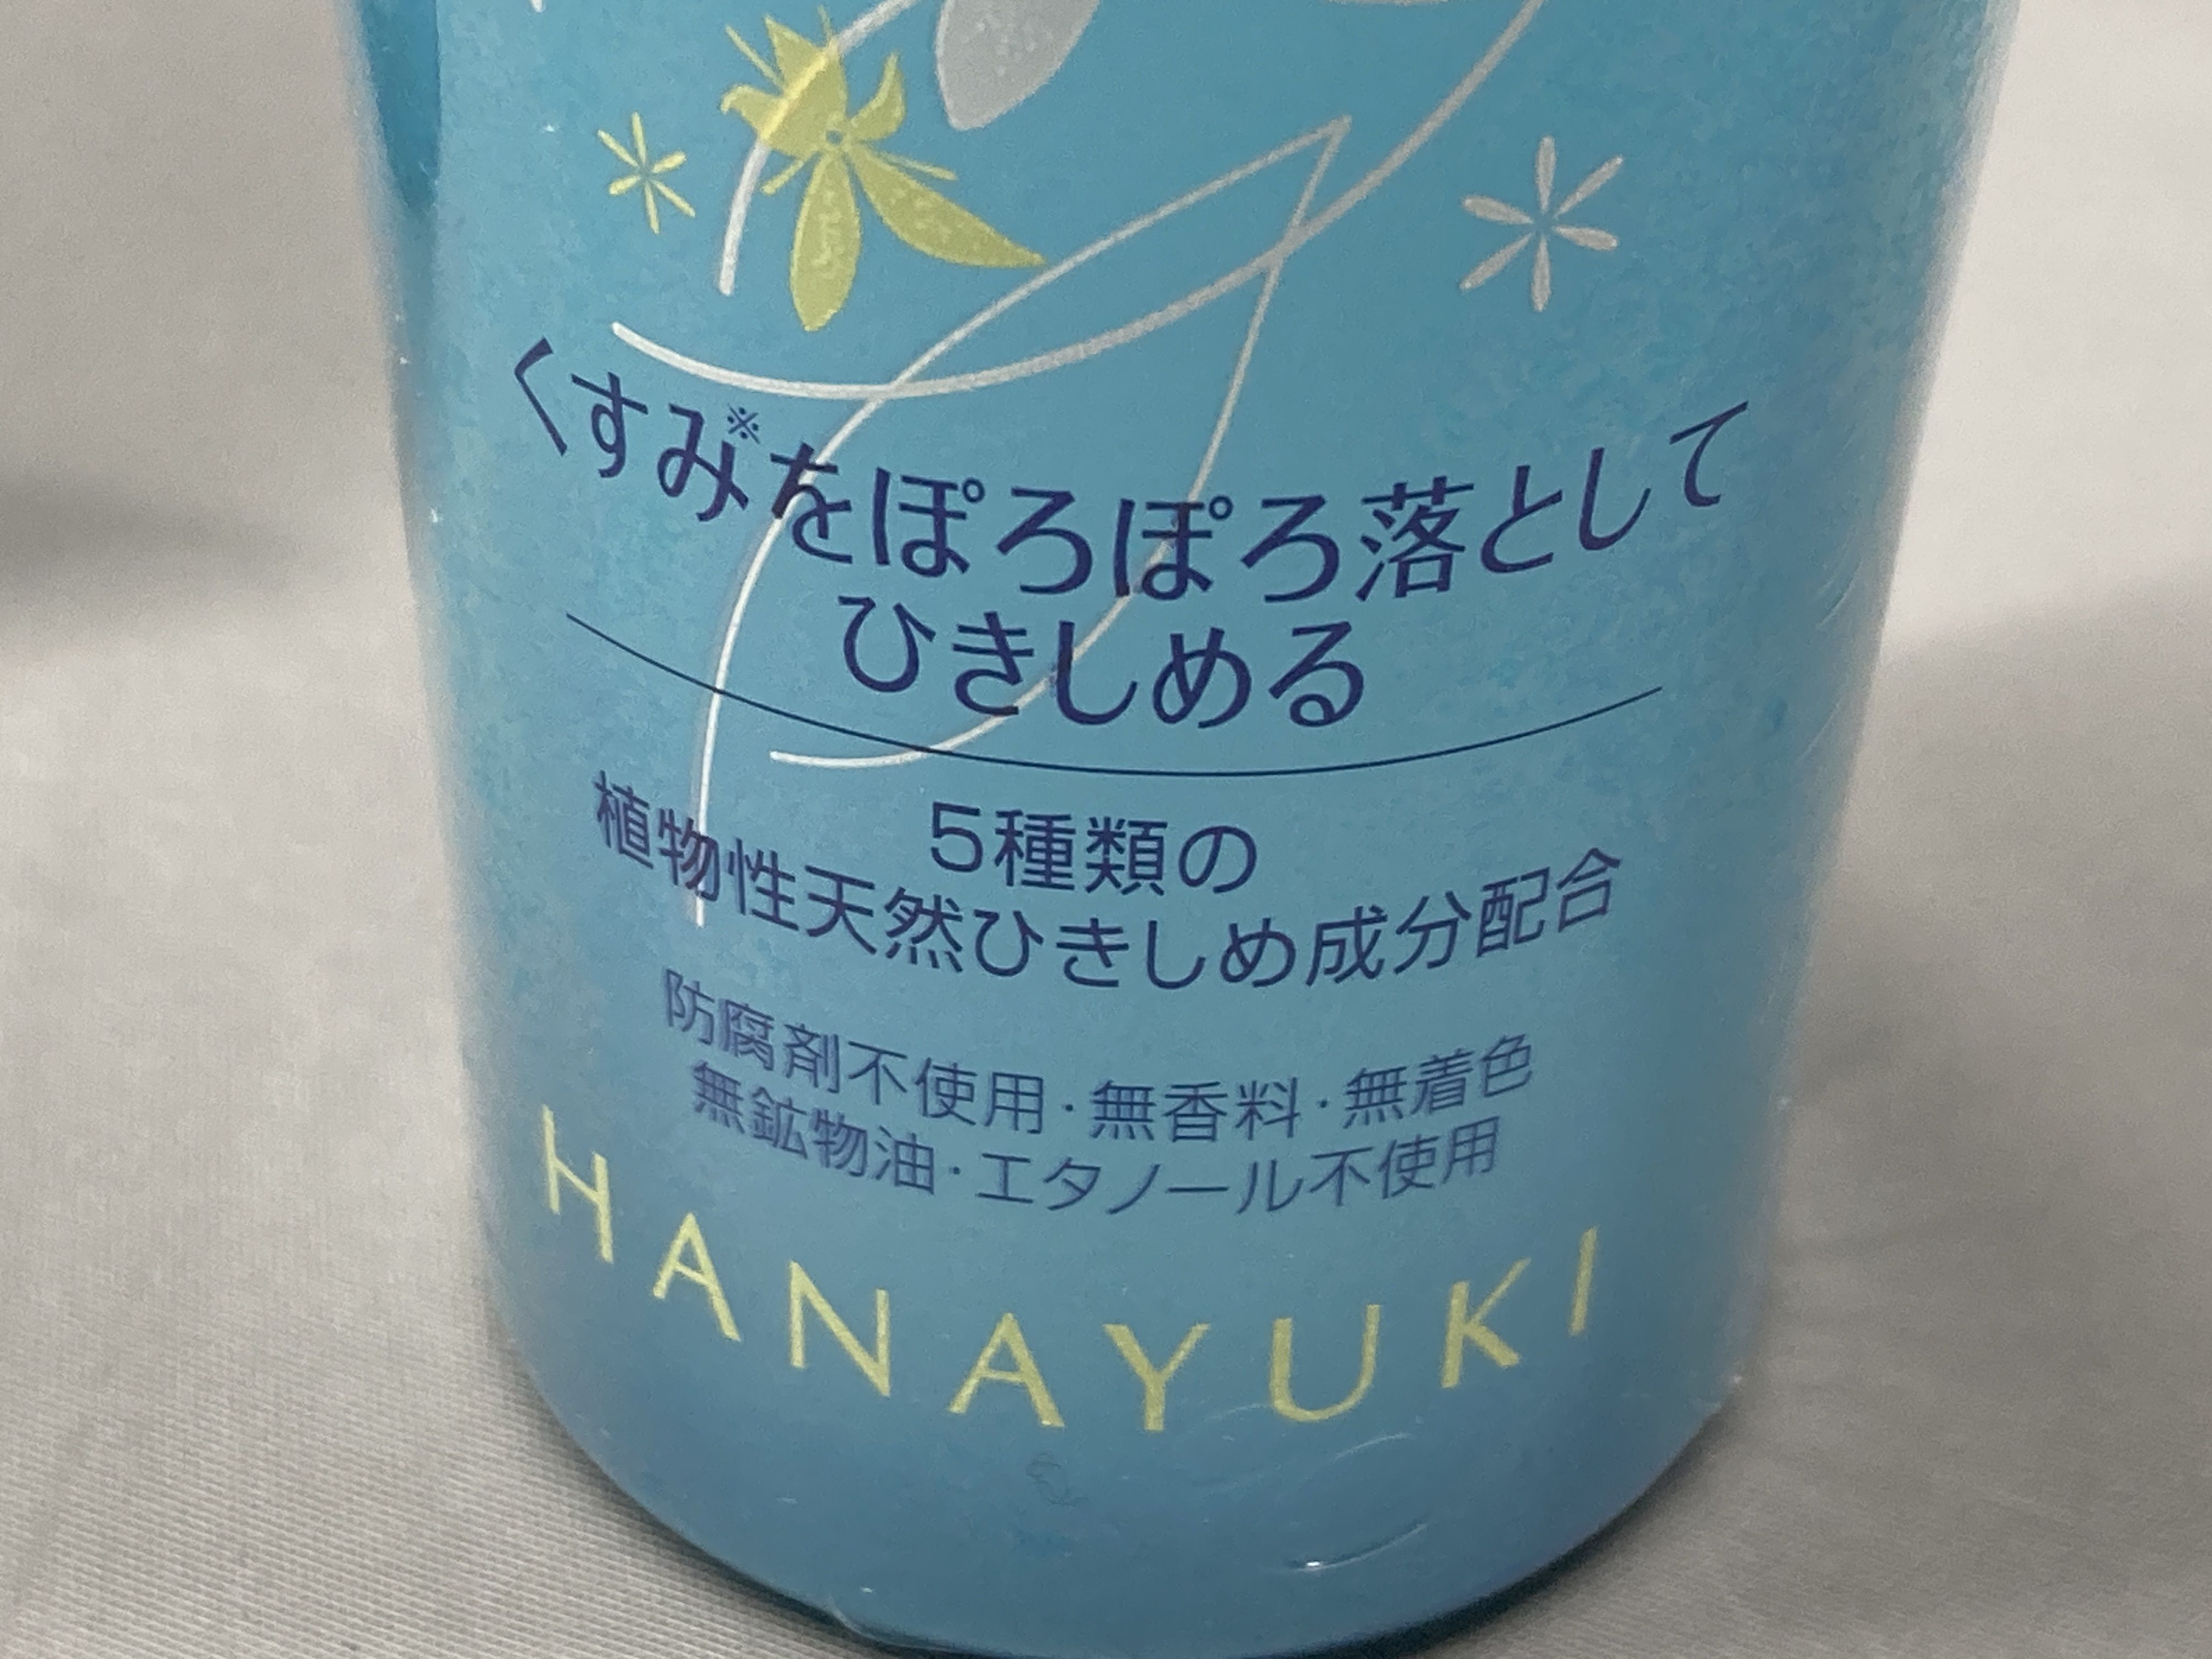 くすみ※をぽろぽろ落として
ひきしめる
5種類の
植物性天然ひきしめ成分配合
防腐剤不使用・無香料・無着色
無鉱物油・エタノール不使用
HANAYUKI